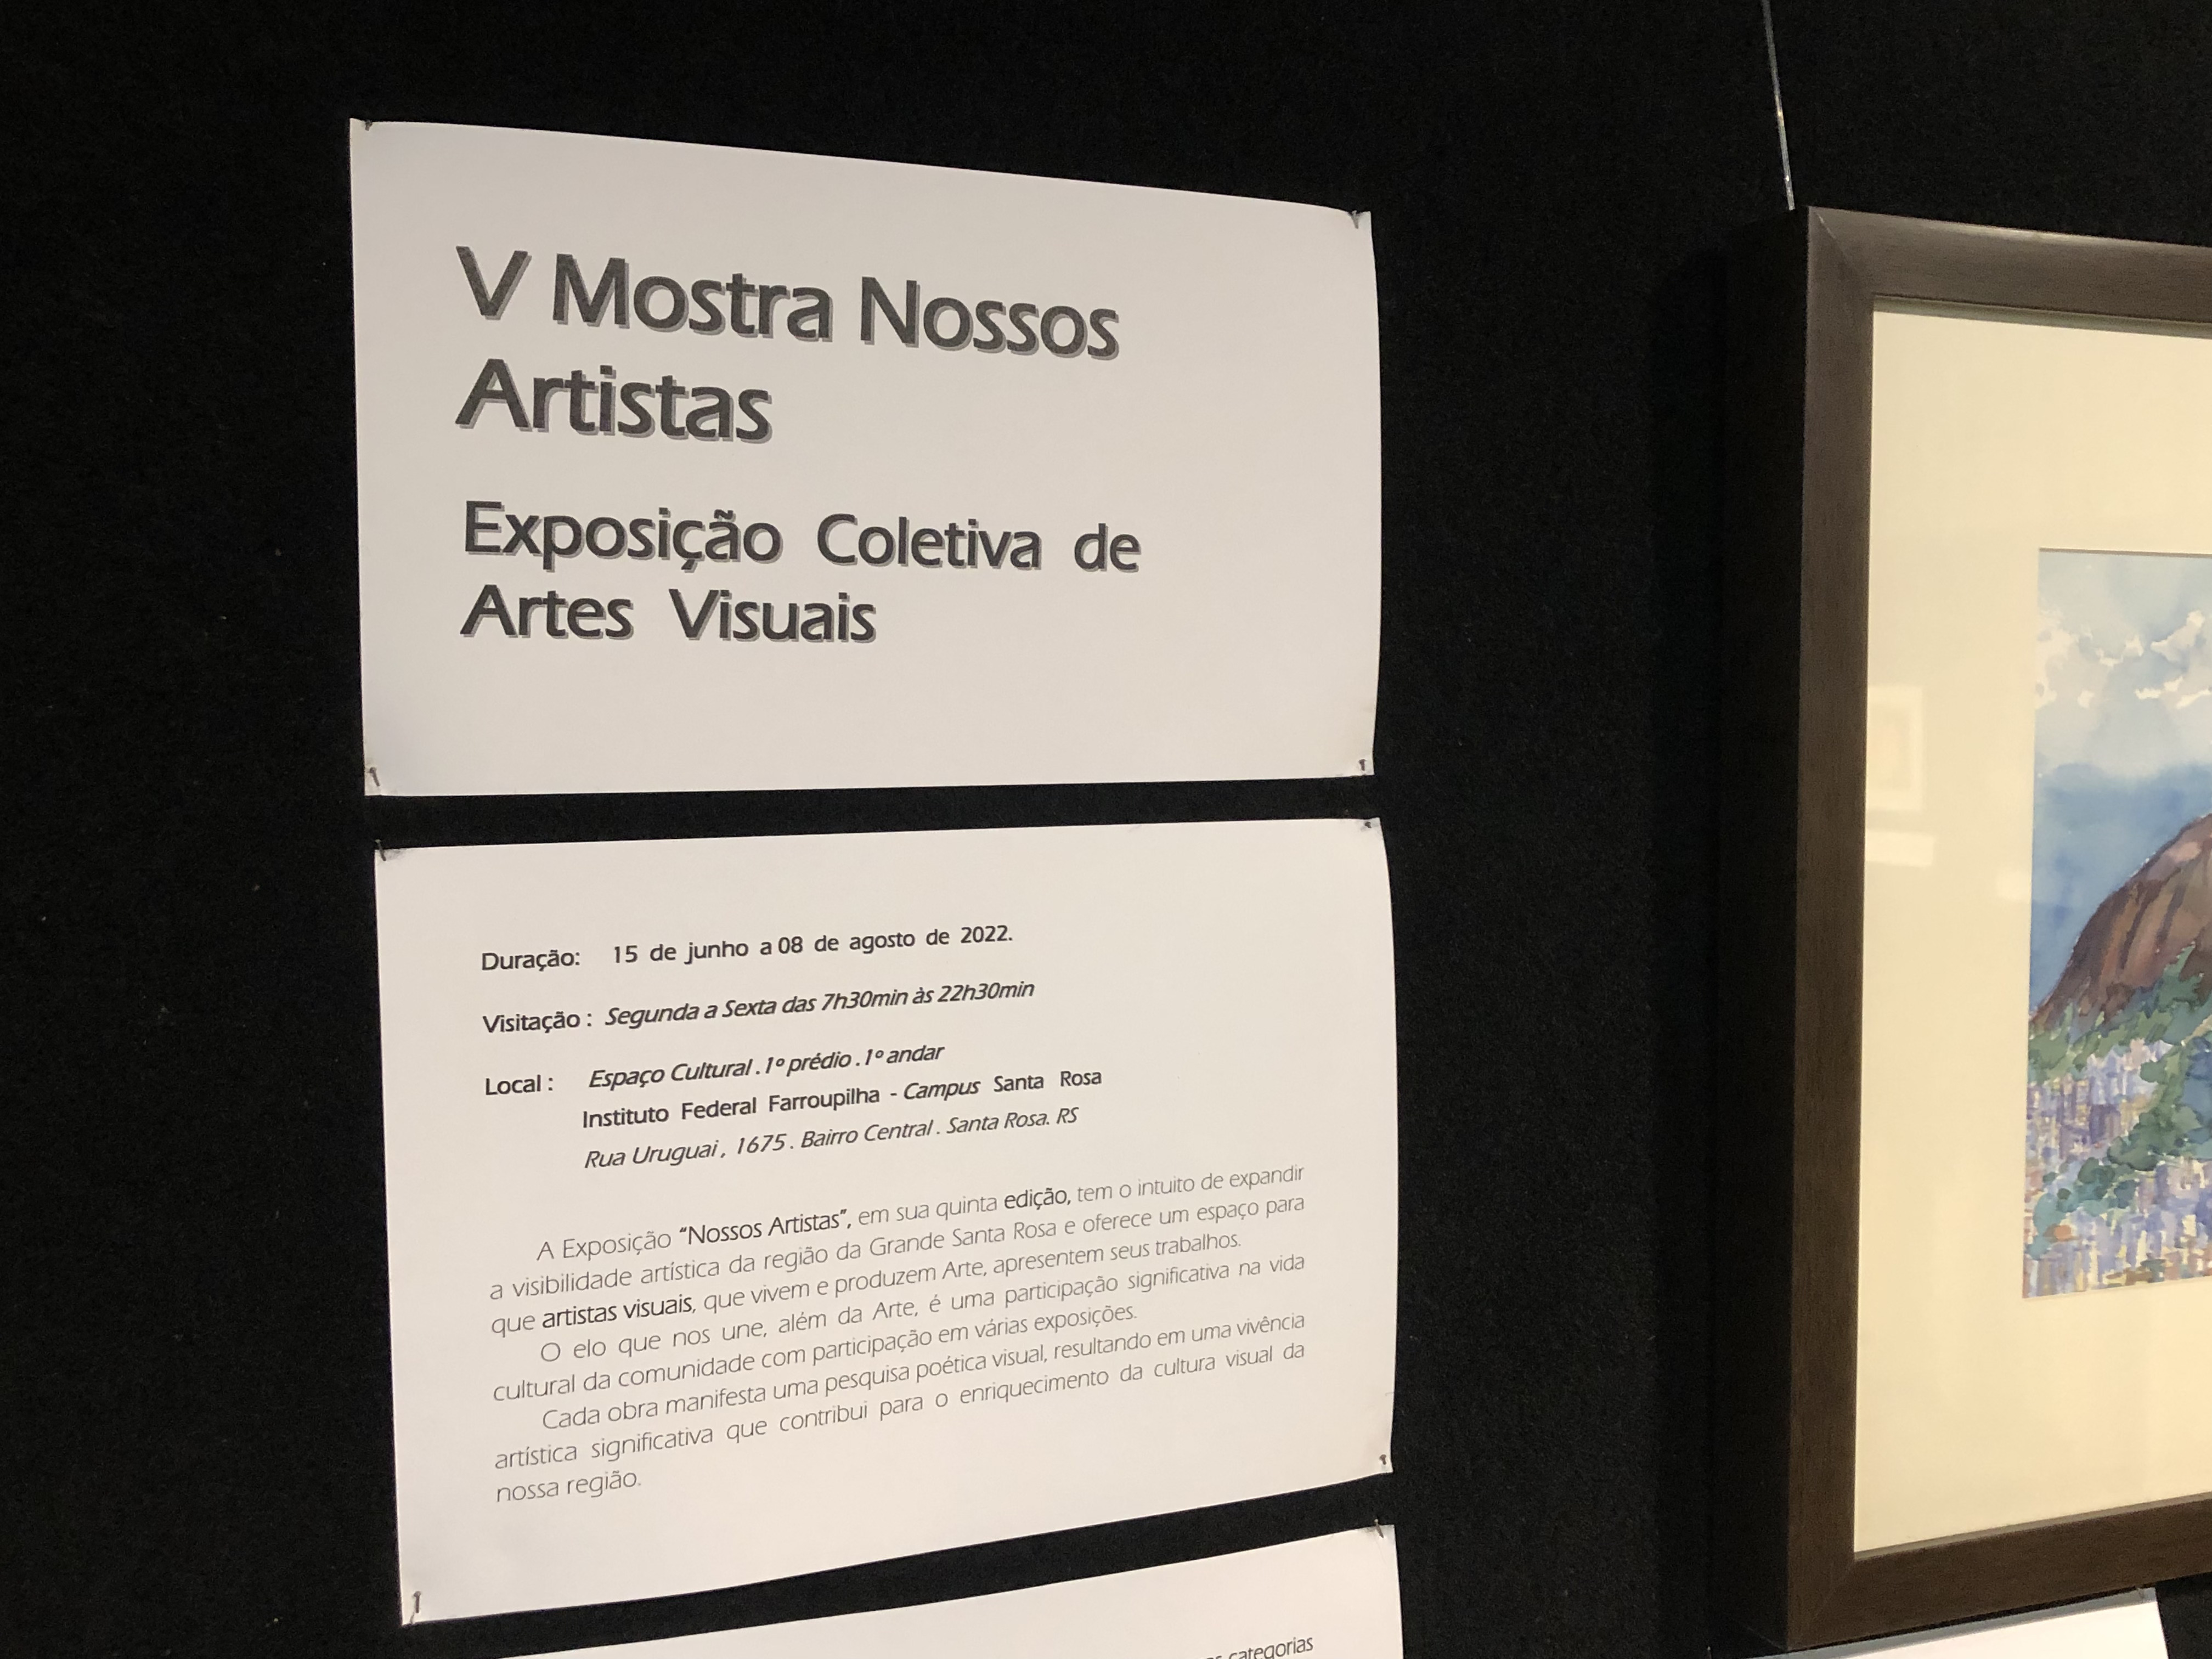 V Mostra Nossos
Artistas
Exposição Coletiva de
Artes Visuais
Duração: 15 de junho a 08 de agosto de 2022.
Visitação : Segunda a Sexta das 7h30min às 22h30min
Local : Espaço Cultural . 1º prédio . 1º andar
Instituto Federal Farroupilha - Campus Santa Rosa
Rua Uruguai , 1675 . Bairro Central . Santa Rosa. RS
A Exposição “Nossos Artistas”, em sua quinta edição, tem o intuito de expandir
a visibilidade artística da região da Grande Santa Rosa e oferece um espaço para
que artistas visuais, que vivem e produzem Arte, apresentem seus trabalhos.
O elo que nos une, além da Arte, é uma participação significativa na vida
cultural da comunidade com participação em várias exposições.
Cada obra manifesta uma pesquisa poética visual, resultando em uma vivência
artística significativa que contribui para o enriquecimento da cultura visual da
nossa região.
categorias